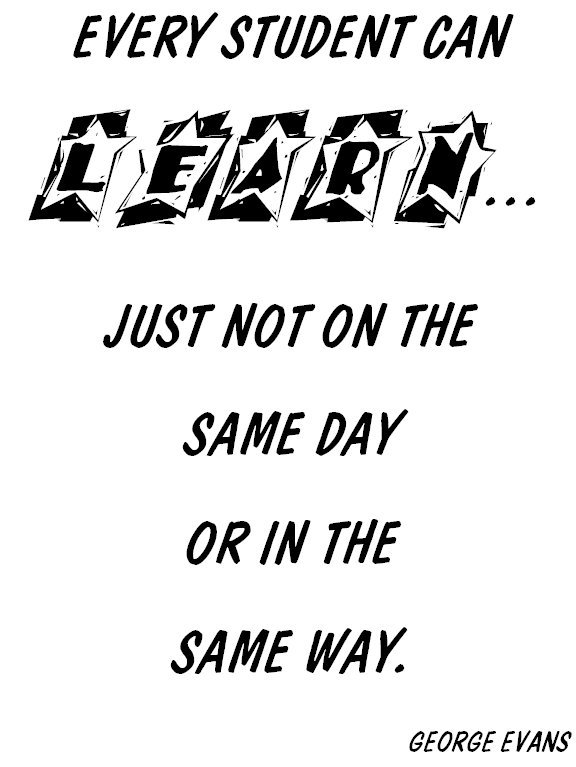 EVERY STUDENT CAN
LEARN...
JUST NOT ON THE
SAME DAY
OR IN THE
SAME WAY.
GEORGE EVANS